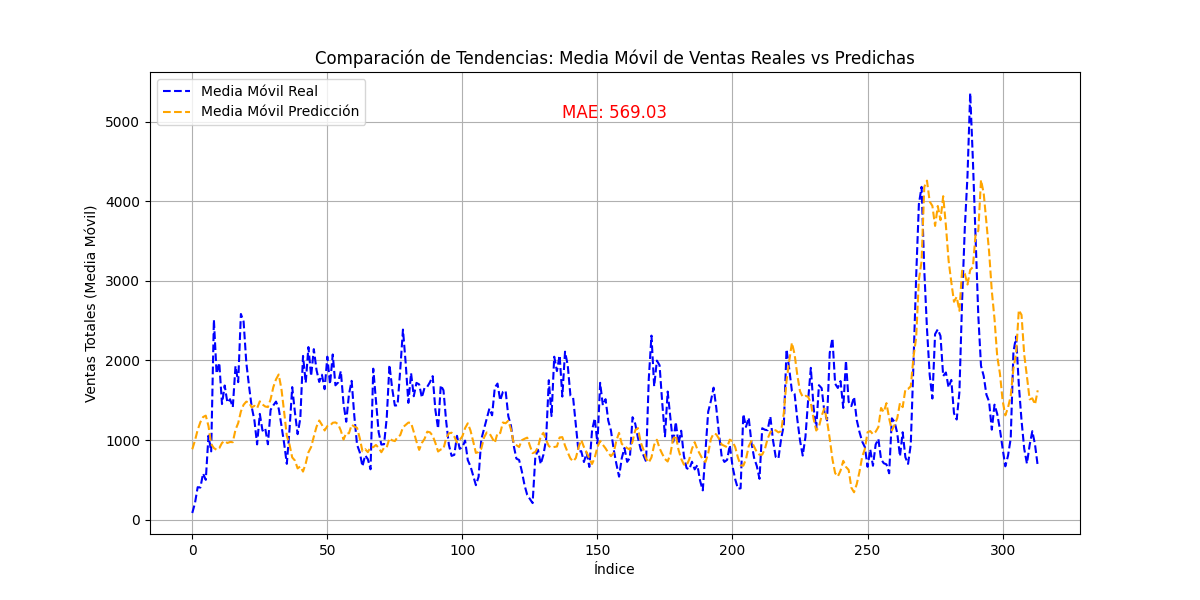 Comparación de Tendencias: Media Móvil de Ventas Reales vs Predichas
Media Móvil Real
Media Móvil Predicción
MAE: 569.03
Ventas Totales (Media Móvil)
5000
4000
3000
2000
1000
0
0 50 100 150 200 250 300
Índice